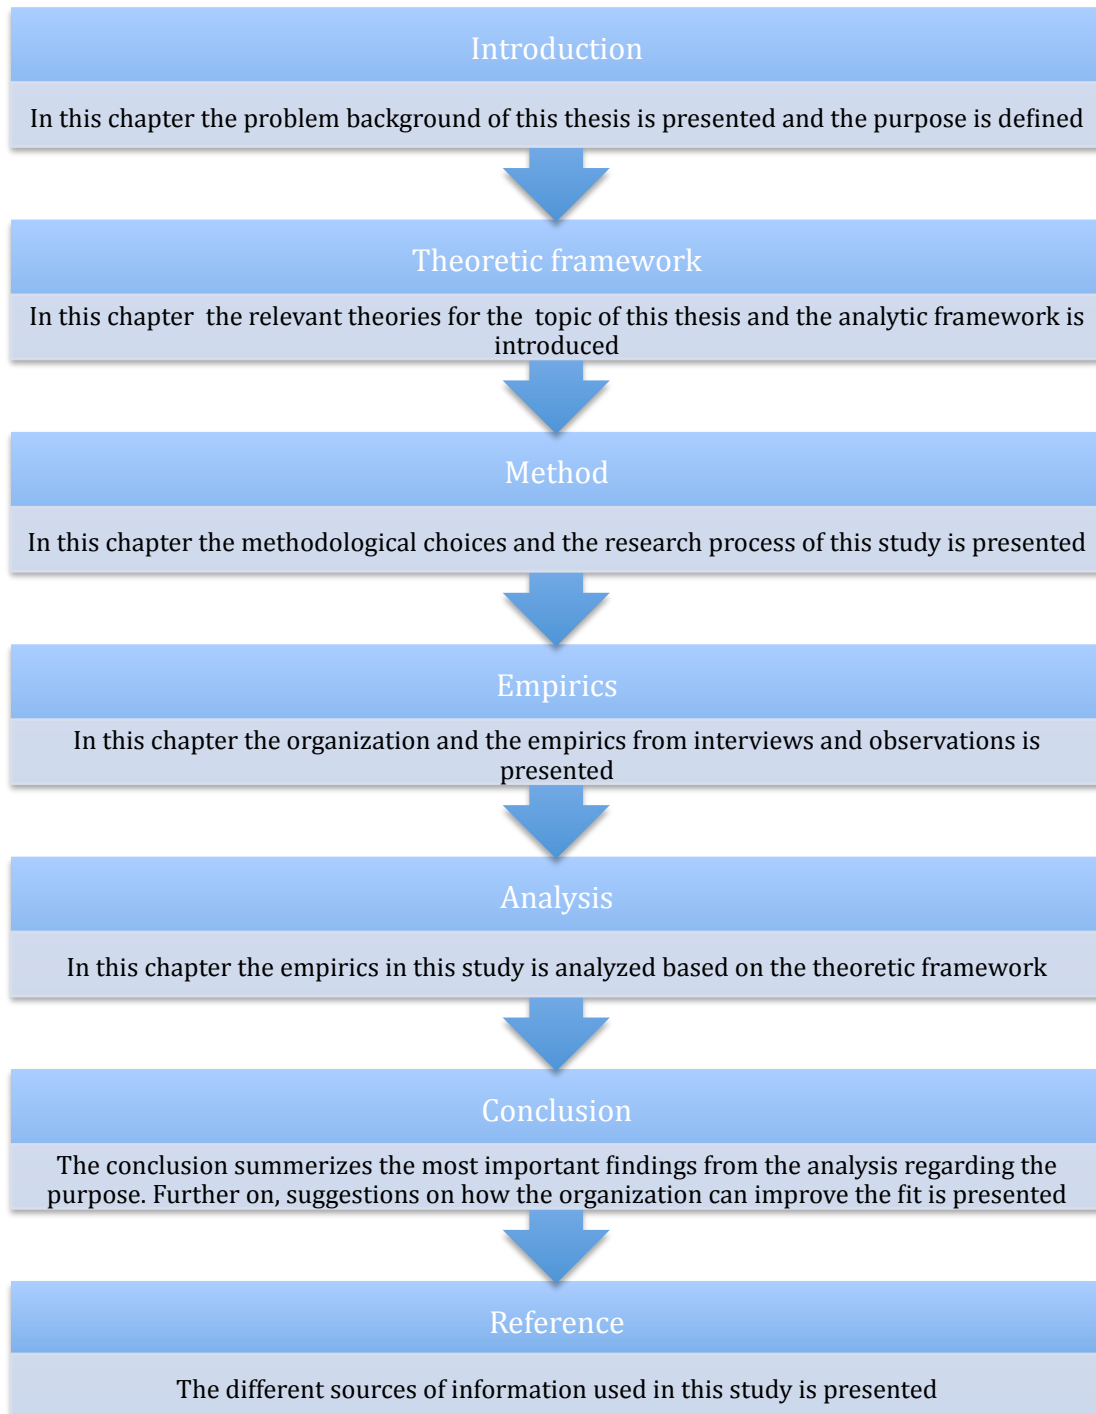 Introduction
In this chapter the problem background of this thesis is presented and the purpose is defined
Theoretic framework
In this chapter  the relevant theories for the  topic of this thesis and the analytic framework is
introduced
Method
In this chapter the methodological choices and the research process of this study is presented
Empirics
In this chapter the organization and the empirics from interviews and observations is
presented
Analysis
In this chapter the empirics in this study is analyzed based on the theoretic framework
Conclusion
The conclusion summerizes the most important findings from the analysis regarding the
purpose. Further on, suggestions on how the organization can improve the fit is presented
Reference
The different sources of information used in this study is presented